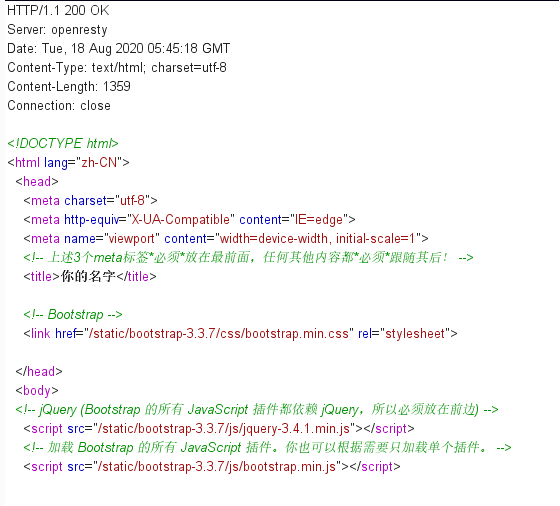 HTTP/1.1 200 OK
Server: openresty
Date: Tue, 18 Aug 2020 05:45:18 GMT
Content-Type: text/html; charset=utf-8
Content-Length: 1359
Connection: close
<!DOCTYPE html>
<html lang="zh-CN">
<head>
<meta charset="utf-8">
<meta http-equiv="X-UA-Compatible" content="IE=edge">
<meta name="viewport" content="width=device-width, initial-scale=1">
<!-- 上述3个meta标签*必须*放在最前面，任何其他内容都*必须*跟随其后！ -->
<title>你的名字</title>
<!-- Bootstrap -->
<link href="/static/bootstrap-3.3.7/css/bootstrap.min.css" rel="stylesheet">
</head>
<body>
<!-- jQuery (Bootstrap 的所有 JavaScript 插件都依赖 jQuery，所以必须放在前边) -->
<script src="/static/bootstrap-3.3.7/js/jquery-3.4.1.min.js"></script>
<!-- 加载 Bootstrap 的所有 JavaScript 插件。你也可以根据需要只加载单个插件。 -->
<script src="/static/bootstrap-3.3.7/js/bootstrap.min.js"></script>